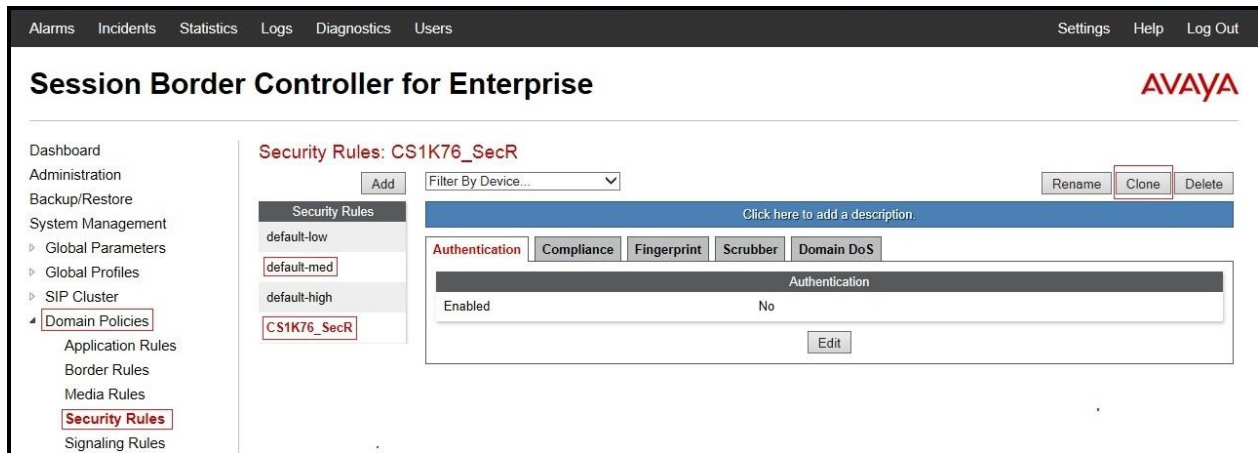 Alarms Incidents Statistics Logs Diagnostics Users Settings Help Log Out
Session Border Controller for Enterprise
AVAYA
Dashboard
Administration
Backup/Restore
System Management
Global Parameters
Global Profiles
SIP Cluster
Domain Policies
Application Rules
Border Rules
Media Rules
Security Rules
Signaling Rules
Security Rules: CS1K76_SecR
Add
Filter By Device...
Rename Clone Delete
Security Rules
default-low
default-med
default-high
CS1K76_SecR
Click here to add a description.
Authentication Compliance Fingerprint Scrubber Domain DoS
Authentication
Enabled No
Edit